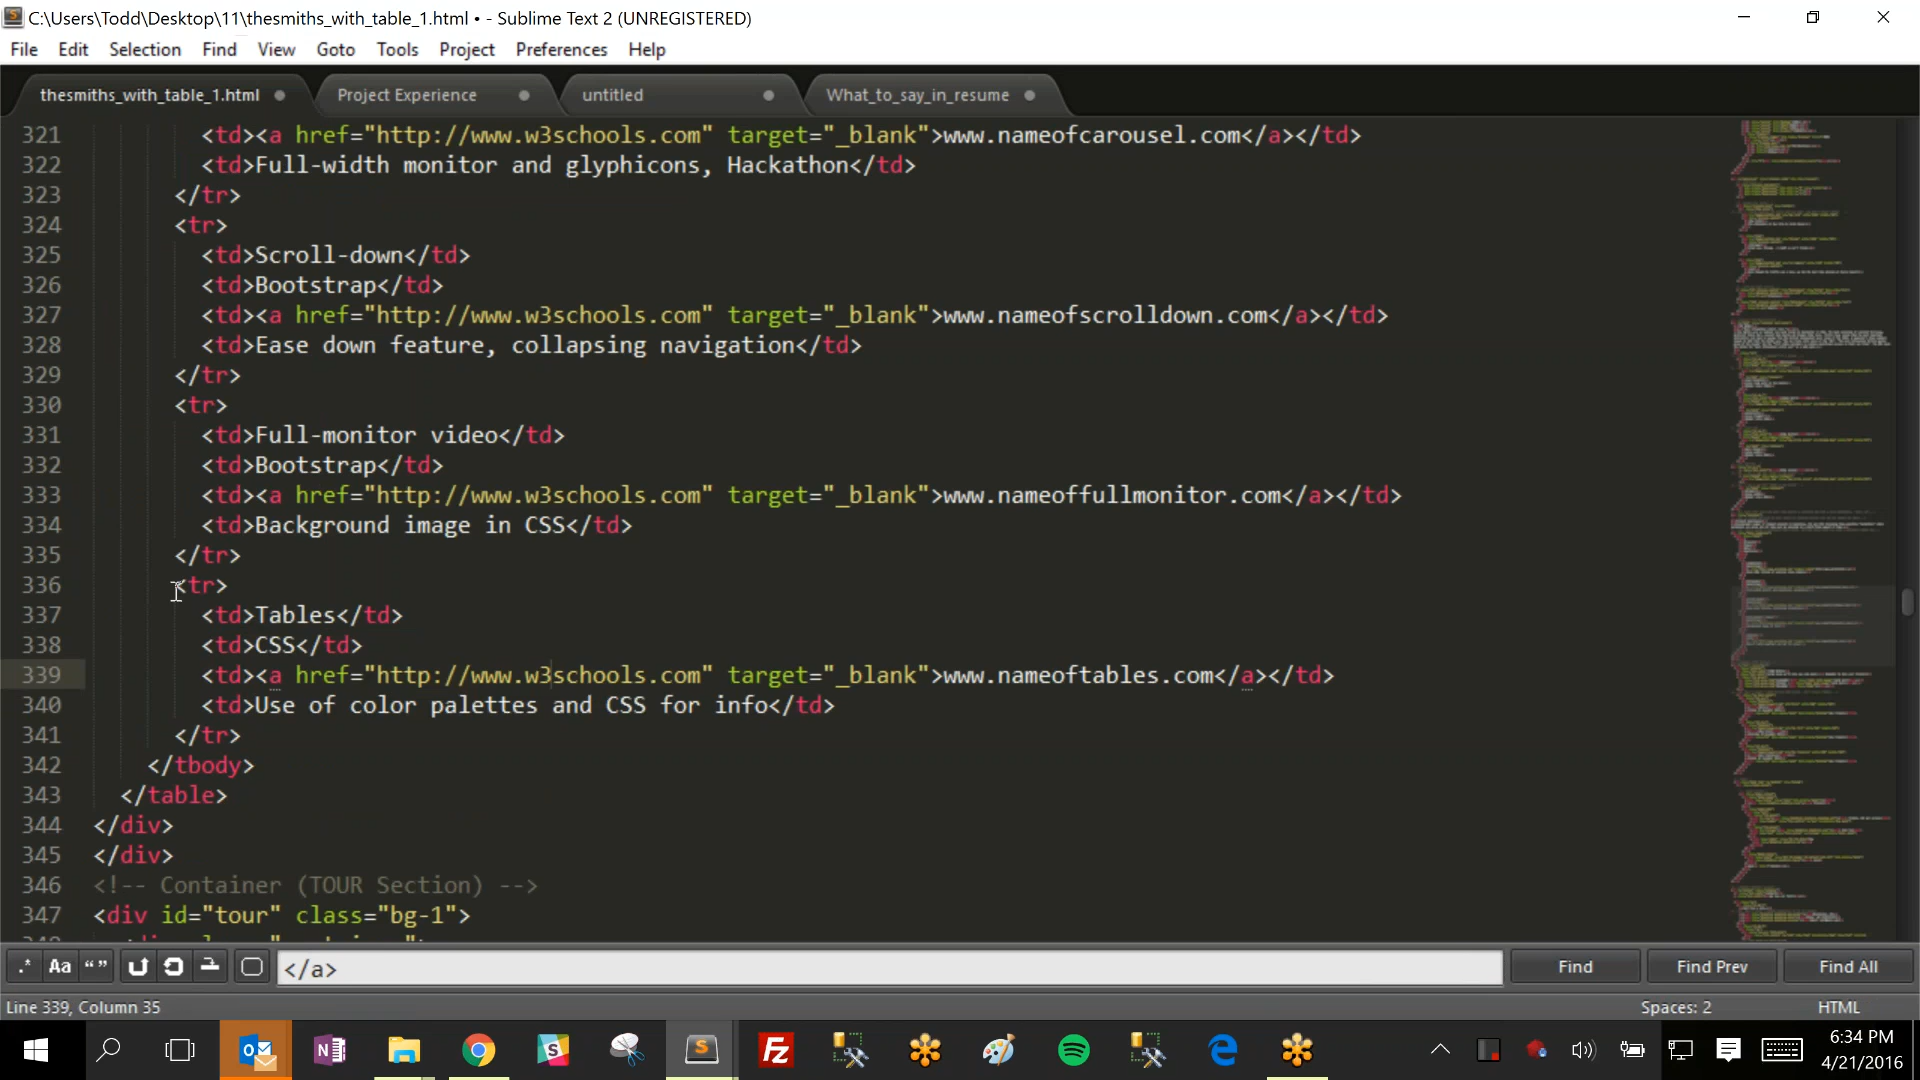 C:\Users\Todd\Desktop\11\thesmiths_with_table_1.html • - Sublime Text 2 (UNREGISTERED)
File Edit Selection Find View Goto Tools Project Preferences Help
thesmiths_with_table_1.html Project Experience untitled What_to_say_in_resume
321 <td><a href="http://www.w3schools.com" target="_blank">www.nameofcarousel.com</a></td>
322 <td>Full-width monitor and glyphicons, Hackathon</td>
323 </tr>
324 <tr>
325 <td>Scroll-down</td>
326 <td>Bootstrap</td>
327 <td><a href="http://www.w3schools.com" target="_blank">www.nameofscrolldown.com</a></td>
328 <td>Ease down feature, collapsing navigation</td>
329 </tr>
330 <tr>
331 <td>Full-monitor video</td>
332 <td>Bootstrap</td>
333 <td><a href="http://www.w3schools.com" target="_blank">www.nameoffullmonitor.com</a></td>
334 <td>Background image in CSS</td>
335 </tr>
336 <tr>
337 <td>Tables</td>
338 <td>CSS</td>
339 <td><a href="http://www.w3schools.com" target="_blank">www.nameoftables.com</a></td>
340 <td>Use of color palettes and CSS for info</td>
341 </tr>
342 </tbody>
343 </table>
344 </div>
345 </div>
346 <!-- Container (TOUR Section) -->
347 <div id="tour" class="bg-1">
.* Aa “ ” </a> Find Find Prev Find All
Line 339, Column 35 Spaces: 2 HTML
6:34 PM
4/21/2016